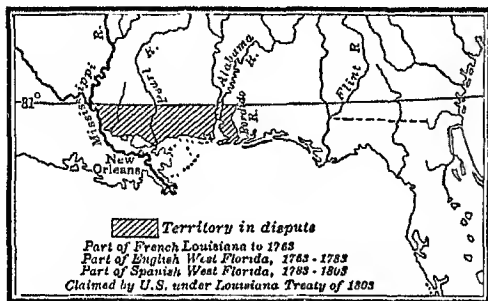 Mississippi R.
Pearl R.
Alabama R.
Perdido R.
Flint R
31°
New Orleans
Territory in dispute
Part of French Louisiana to 1763
Part of English West Florida, 1763 - 1783
Part of Spanish West Florida, 1783 - 1803
Claimed by U.S. under Louisiana Treaty of 1803